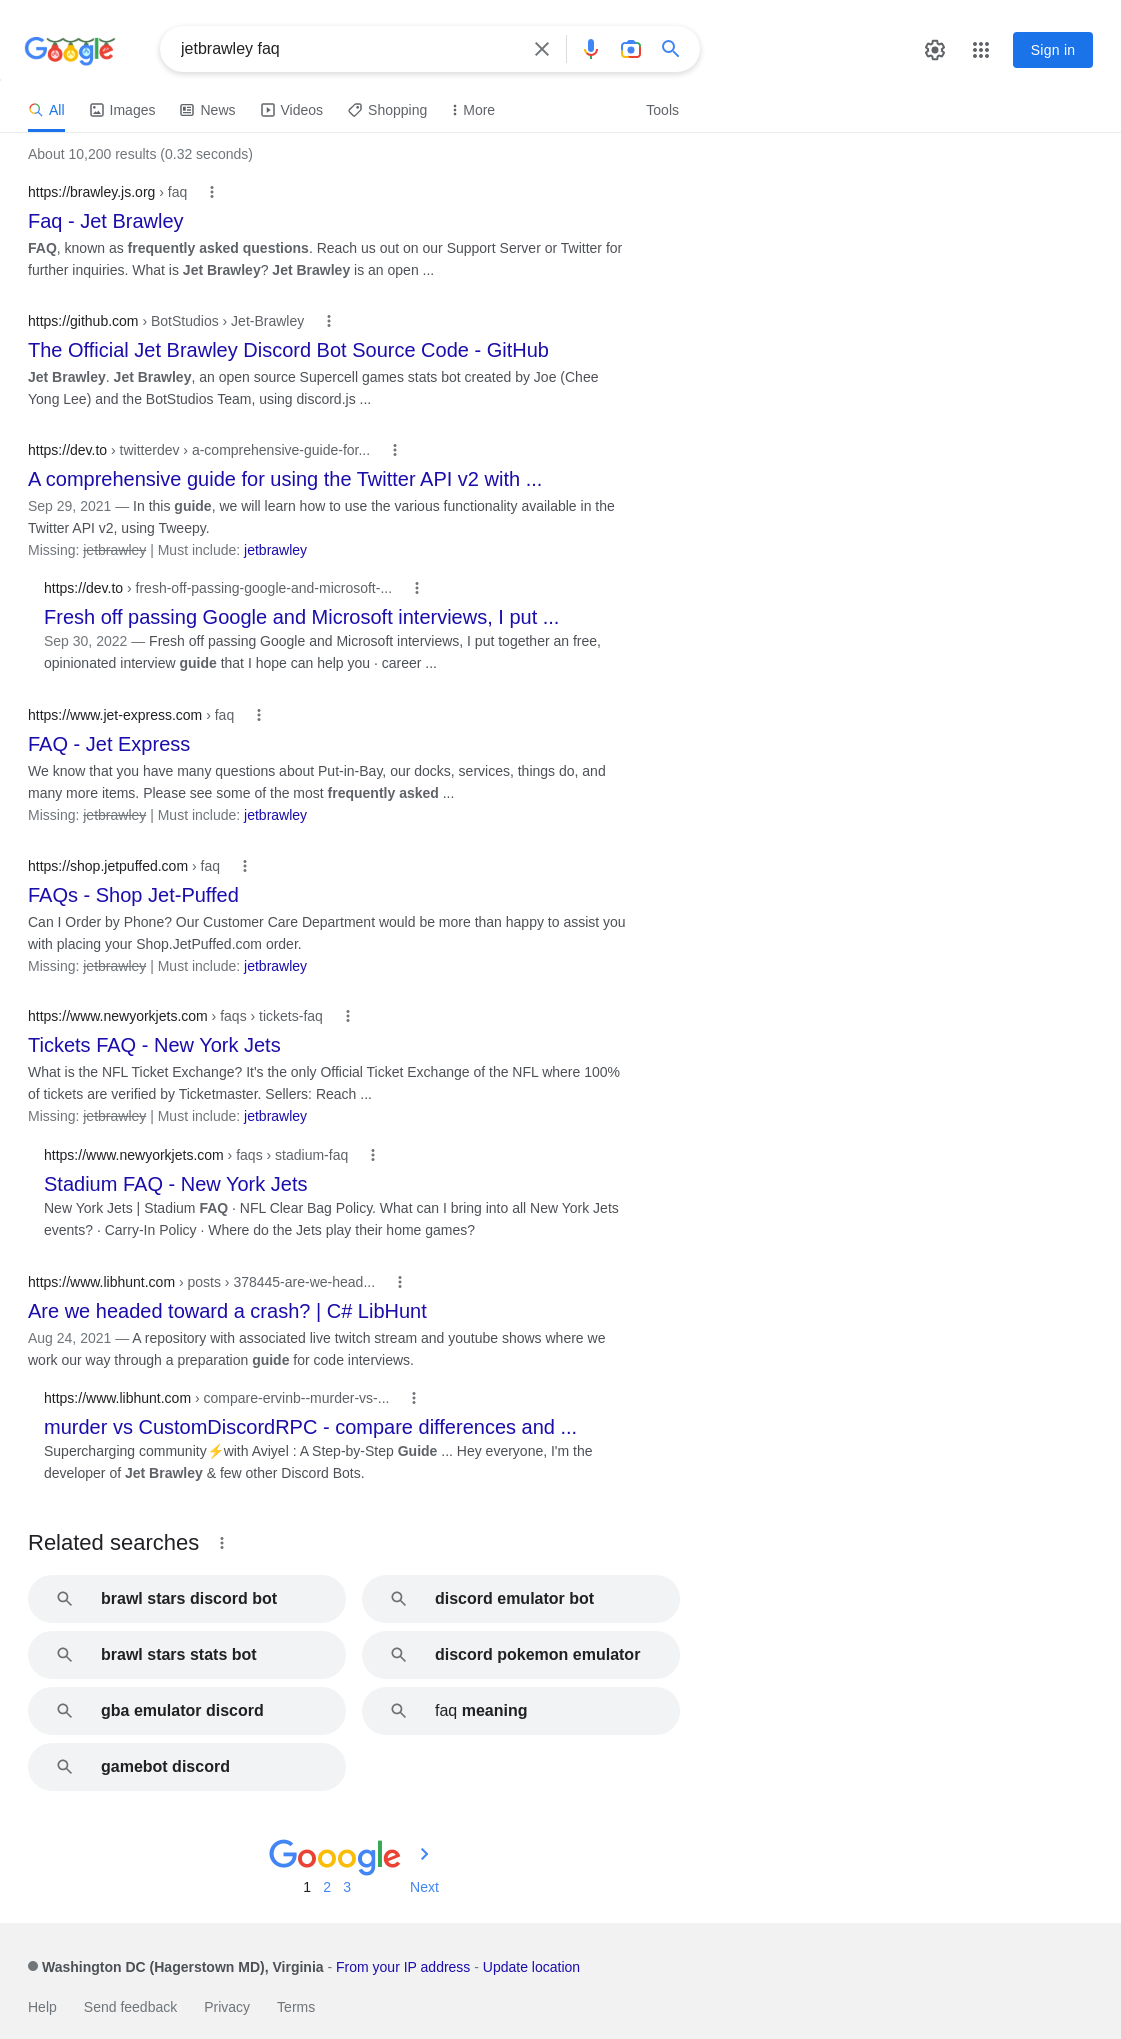 Google
jetbrawley faq
Sign in
All Images News Videos Shopping More Tools
About 10,200 results (0.32 seconds)
https://brawley.js.org › faq
Faq - Jet Brawley
FAQ, known as frequently asked questions. Reach us out on our Support Server or Twitter for
further inquiries. What is Jet Brawley? Jet Brawley is an open ...
https://github.com › BotStudios › Jet-Brawley
The Official Jet Brawley Discord Bot Source Code - GitHub
Jet Brawley. Jet Brawley, an open source Supercell games stats bot created by Joe (Chee
Yong Lee) and the BotStudios Team, using discord.js ...
https://dev.to › twitterdev › a-comprehensive-guide-for...
A comprehensive guide for using the Twitter API v2 with ...
Sep 29, 2021 — In this guide, we will learn how to use the various functionality available in the
Twitter API v2, using Tweepy.
Missing: jetbrawley | Must include: jetbrawley
https://dev.to › fresh-off-passing-google-and-microsoft-...
Fresh off passing Google and Microsoft interviews, I put ...
Sep 30, 2022 — Fresh off passing Google and Microsoft interviews, I put together an free,
opinionated interview guide that I hope can help you · career ...
https://www.jet-express.com › faq
FAQ - Jet Express
We know that you have many questions about Put-in-Bay, our docks, services, things do, and
many more items. Please see some of the most frequently asked ...
Missing: jetbrawley | Must include: jetbrawley
https://shop.jetpuffed.com › faq
FAQs - Shop Jet-Puffed
Can I Order by Phone? Our Customer Care Department would be more than happy to assist you
with placing your Shop.JetPuffed.com order.
Missing: jetbrawley | Must include: jetbrawley
https://www.newyorkjets.com › faqs › tickets-faq
Tickets FAQ - New York Jets
What is the NFL Ticket Exchange? It's the only Official Ticket Exchange of the NFL where 100%
of tickets are verified by Ticketmaster. Sellers: Reach ...
Missing: jetbrawley | Must include: jetbrawley
https://www.newyorkjets.com › faqs › stadium-faq
Stadium FAQ - New York Jets
New York Jets | Stadium FAQ · NFL Clear Bag Policy. What can I bring into all New York Jets
events? · Carry-In Policy · Where do the Jets play their home games?
https://www.libhunt.com › posts › 378445-are-we-head...
Are we headed toward a crash? | C# LibHunt
Aug 24, 2021 — A repository with associated live twitch stream and youtube shows where we
work our way through a preparation guide for code interviews.
https://www.libhunt.com › compare-ervinb--murder-vs-...
murder vs CustomDiscordRPC - compare differences and ...
Supercharging community⚡with Aviyel : A Step-by-Step Guide ... Hey everyone, I'm the
developer of Jet Brawley & few other Discord Bots.
Related searches
brawl stars discord bot
discord emulator bot
brawl stars stats bot
discord pokemon emulator
gba emulator discord
faq meaning
gamebot discord
Gooogle
1 2 3 Next
Washington DC (Hagerstown MD), Virginia - From your IP address - Update location
Help Send feedback Privacy Terms